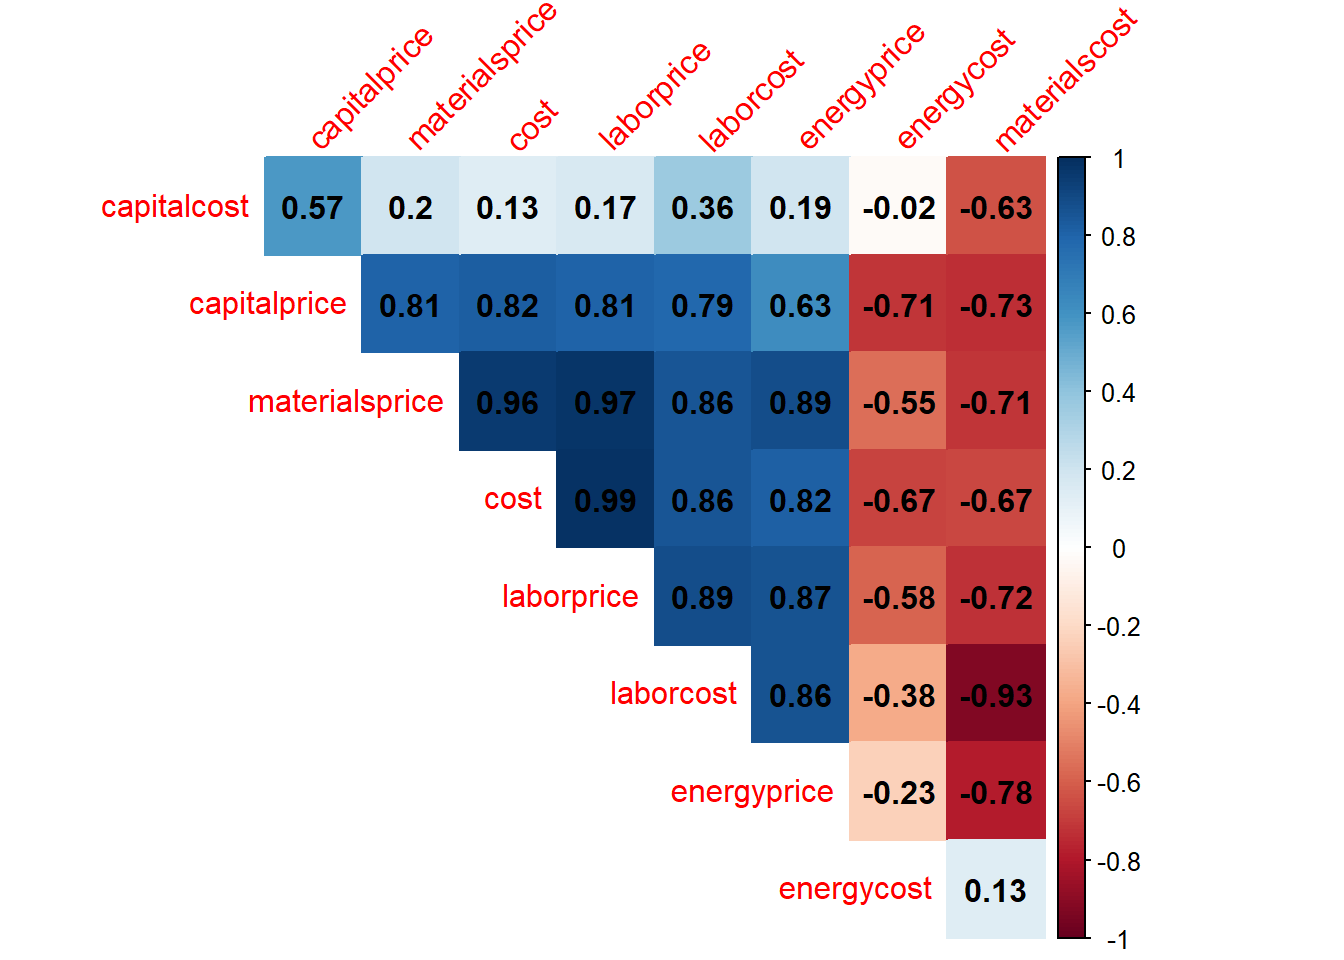 capitalprice materialsprice cost laborprice laborcost energyprice energycost materialscost
capitalcost 0.57 0.2 0.13 0.17 0.36 0.19 -0.02 -0.63
capitalprice 0.81 0.82 0.81 0.79 0.63 -0.71 -0.73
materialsprice 0.96 0.97 0.86 0.89 -0.55 -0.71
cost 0.99 0.86 0.82 -0.67 -0.67
laborprice 0.89 0.87 -0.58 -0.72
laborcost 0.86 -0.38 -0.93
energyprice -0.23 -0.78
energycost 0.13
1
0.8
0.6
0.4
0.2
0
-0.2
-0.4
-0.6
-0.8
-1